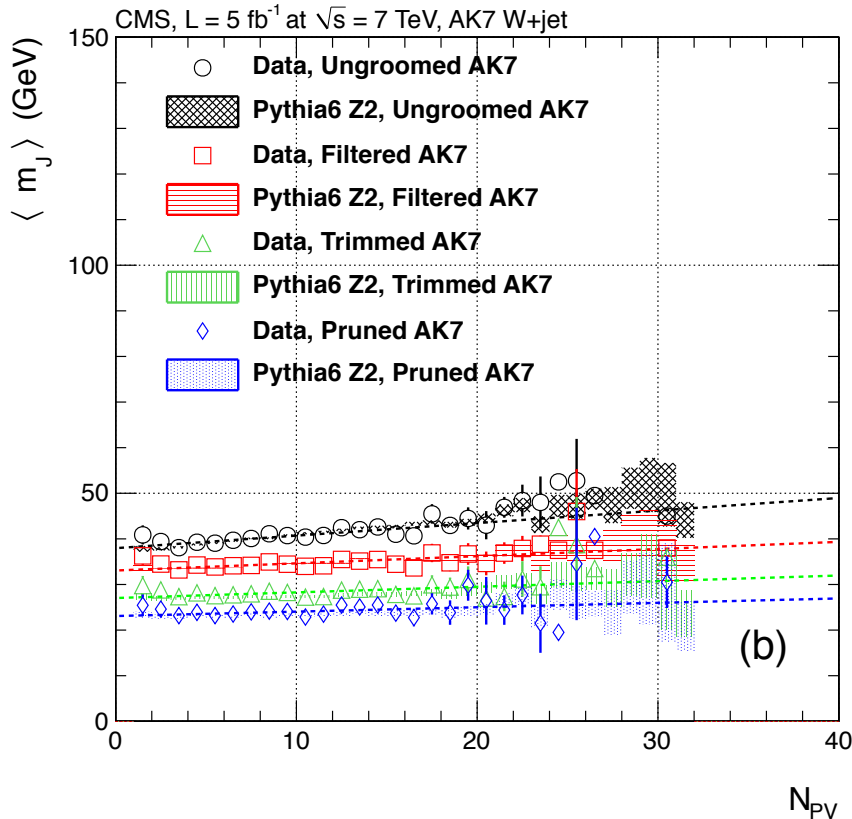 CMS, L = 5 fb⁻¹ at √s = 7 TeV, AK7 W+jet
⟨ m_J ⟩ (GeV)
150
100
50
0
Data, Ungroomed AK7
Pythia6 Z2, Ungroomed AK7
Data, Filtered AK7
Pythia6 Z2, Filtered AK7
Data, Trimmed AK7
Pythia6 Z2, Trimmed AK7
Data, Pruned AK7
Pythia6 Z2, Pruned AK7
(b)
0 10 20 30 40
N_PV